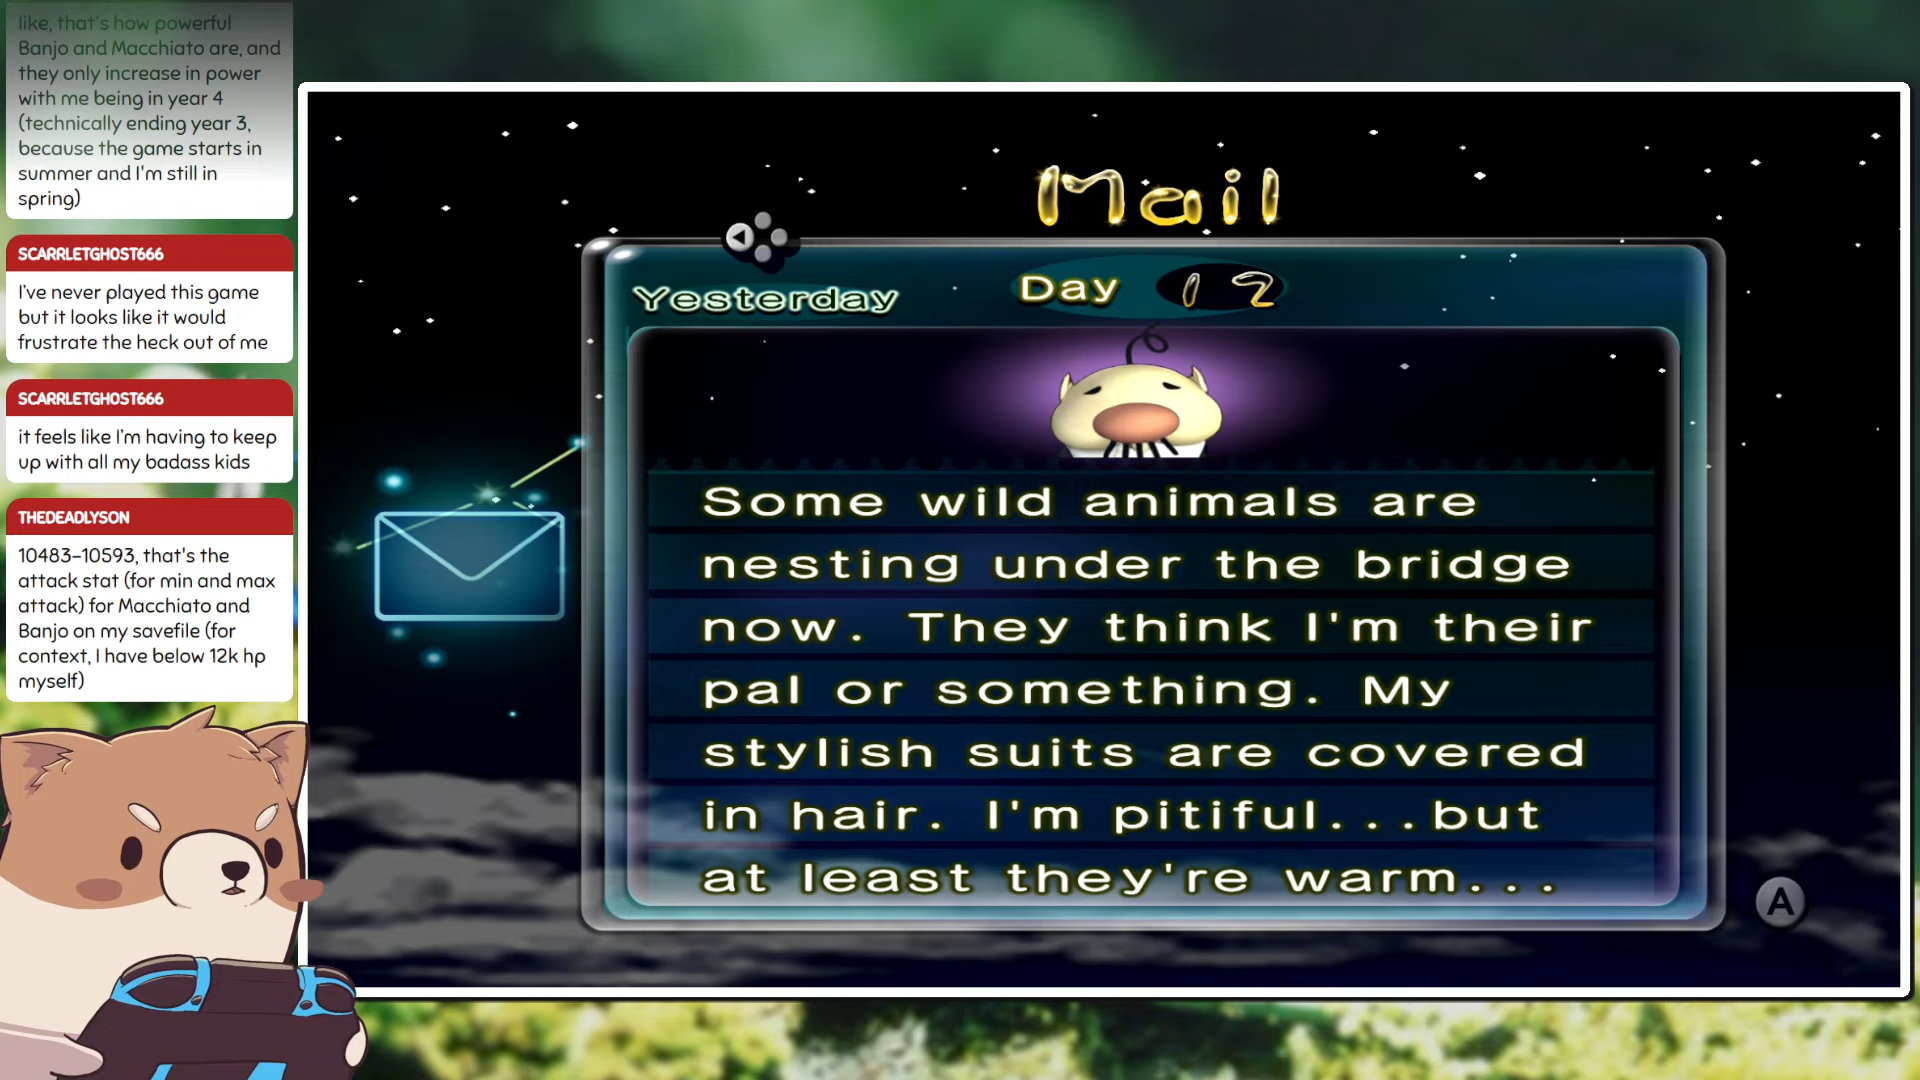 like, that's how powerful
Banjo and Macchiato are, and
they only increase in power
with me being in year 4
(technically ending year 3,
because the game starts in
summer and I'm still in
spring)
SCARRLETGHOST666
I've never played this game
but it looks like it would
frustrate the heck out of me
SCARRLETGHOST666
it feels like I'm having to keep
up with all my badass kids
THEDEADLYSON
10483-10593, that's the
attack stat (for min and max
attack) for Macchiato and
Banjo on my savefile (for
context, I have below 12k hp
myself)
Mail
Yesterday
Day 12
Some wild animals are
nesting under the bridge
now. They think I'm their
pal or something. My
stylish suits are covered
in hair. I'm pitiful...but
at least they're warm...
A